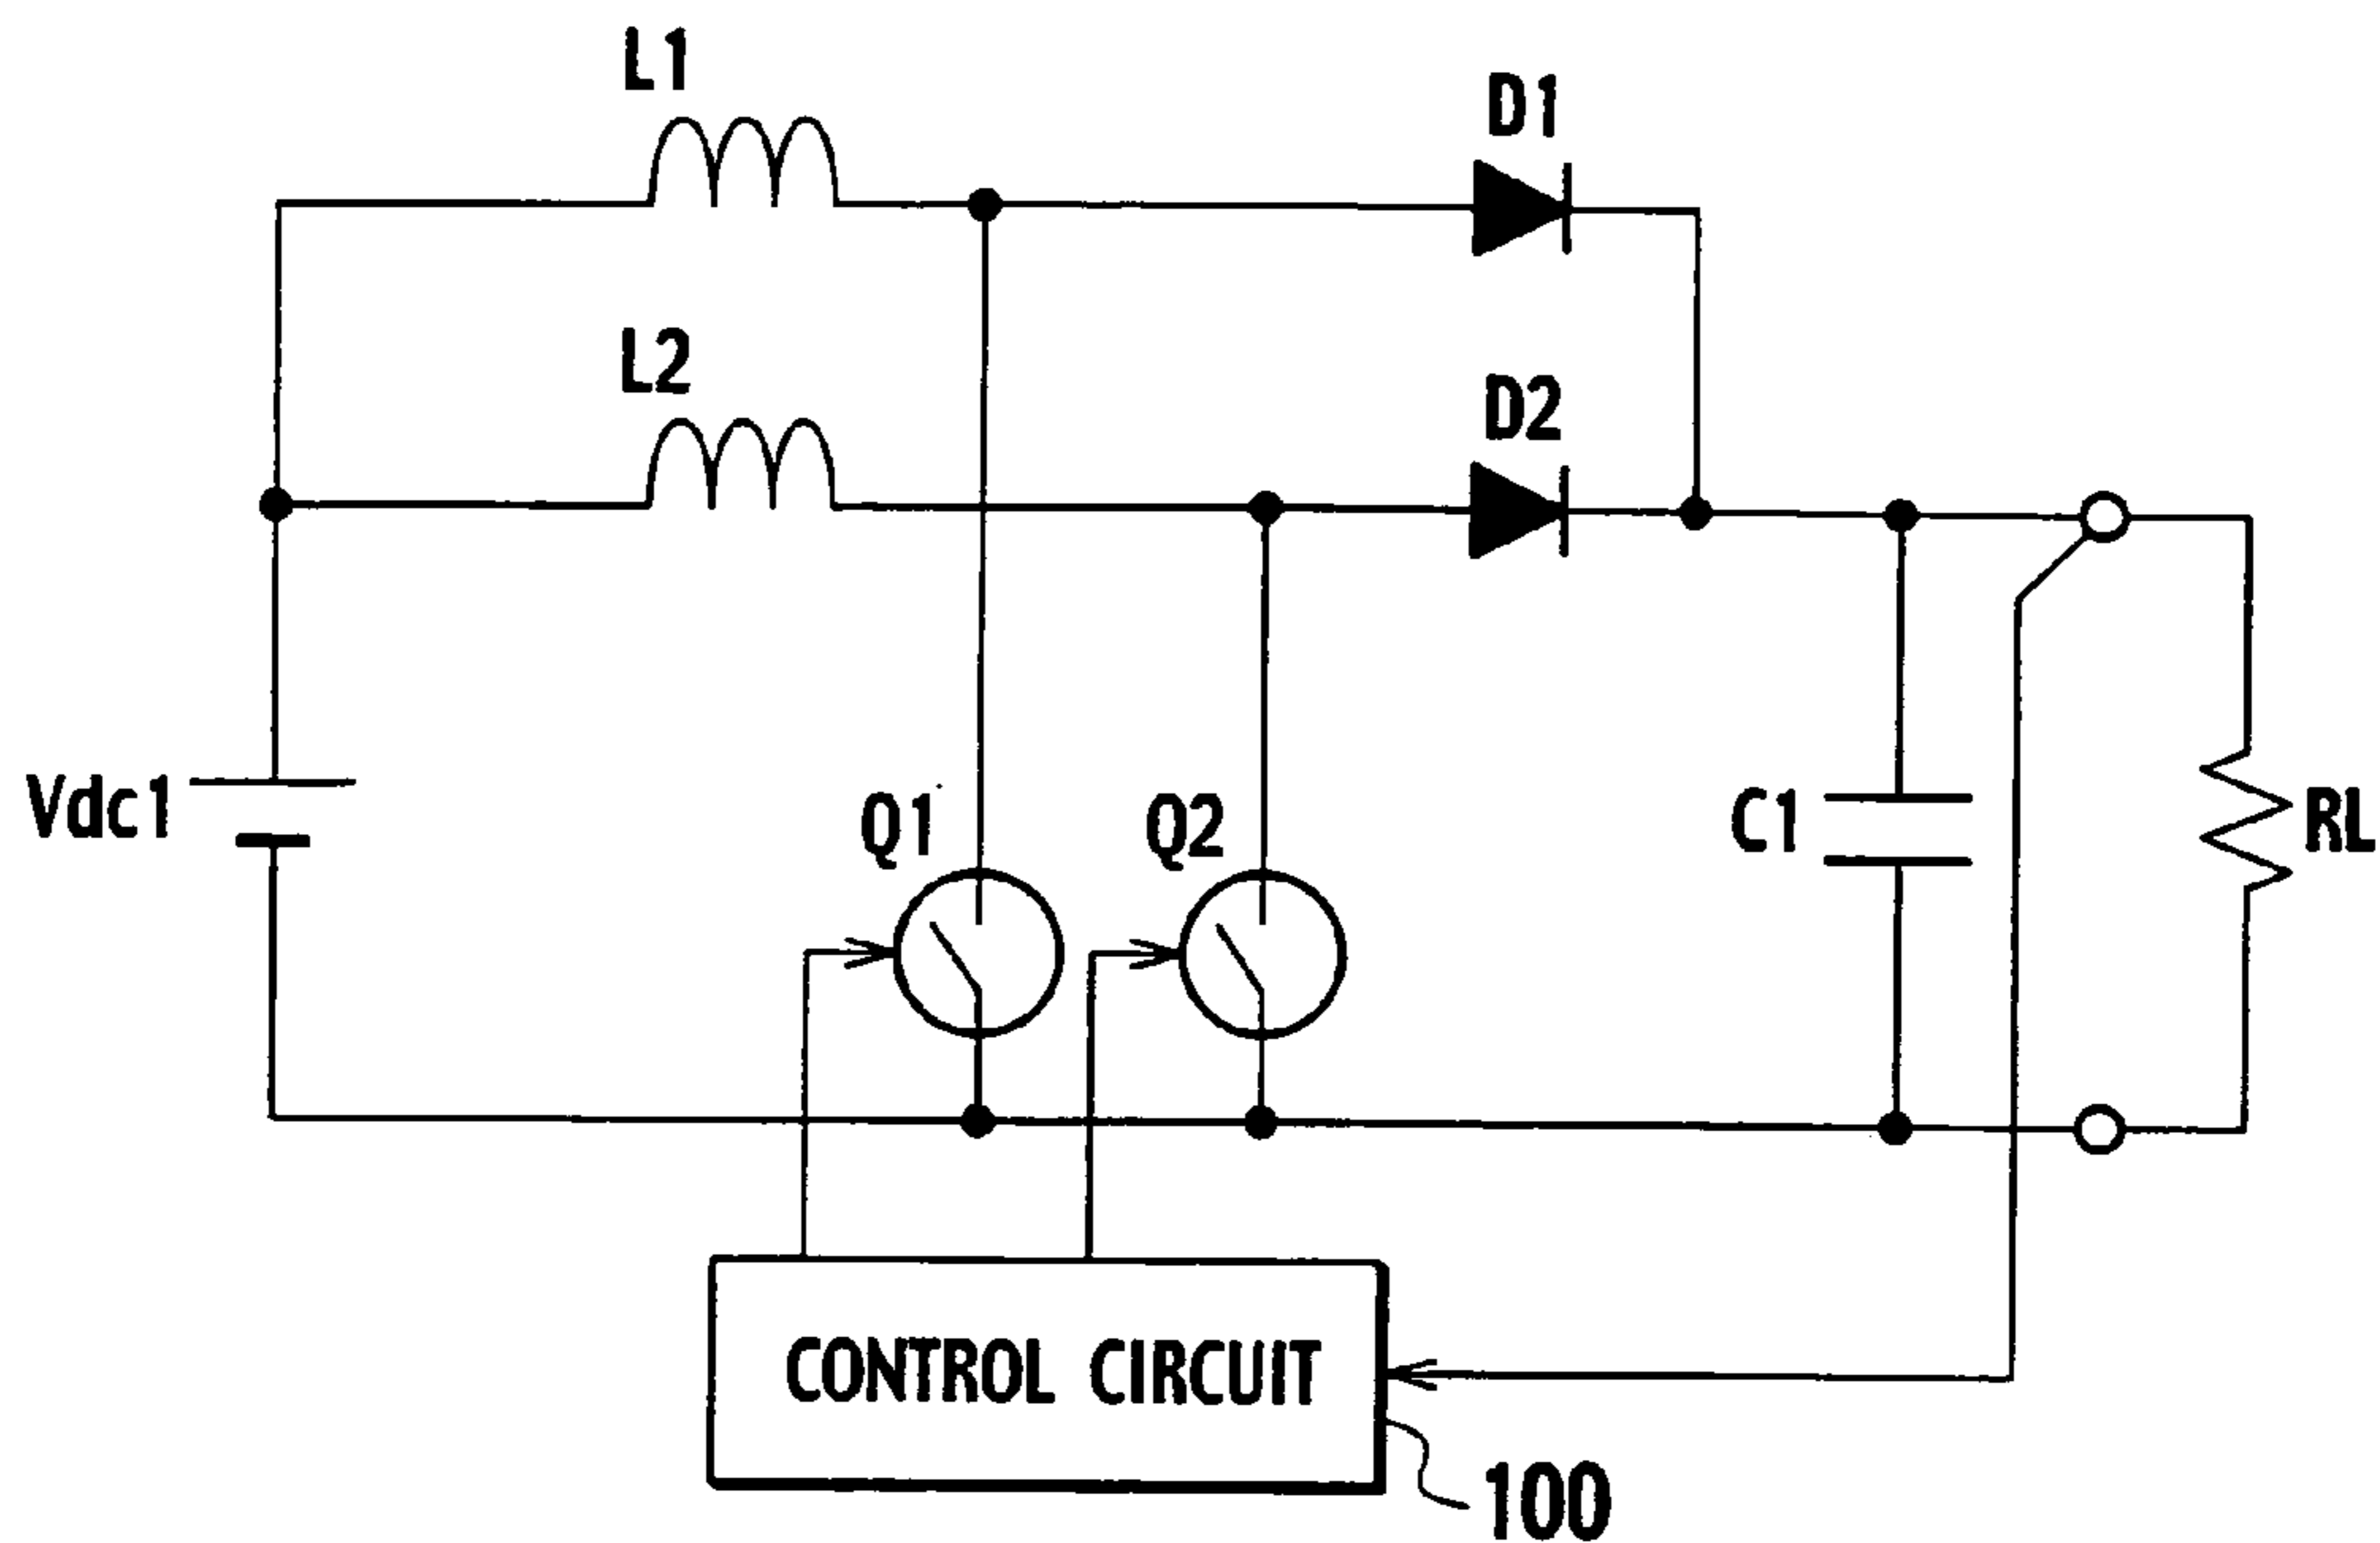 L1
D1
L2
D2
Vdc1
Q1
Q2
C1
RL
CONTROL CIRCUIT
100